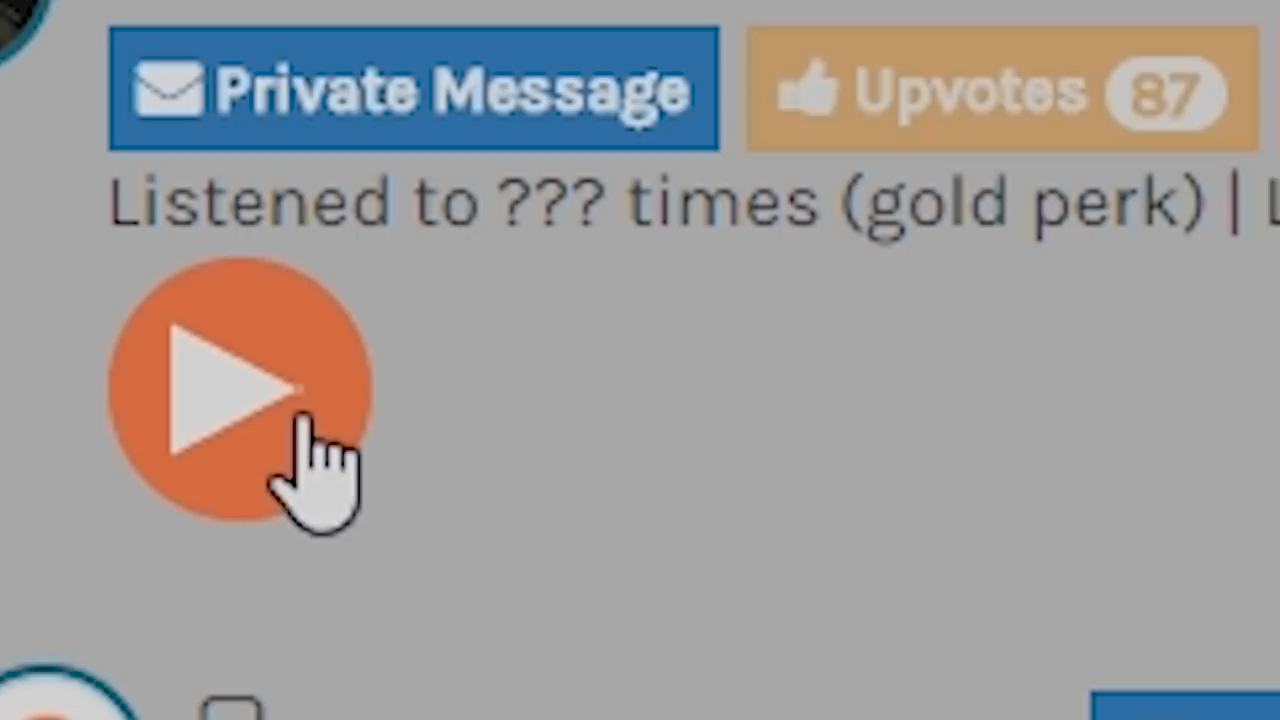 Private Message Upvotes 87
Listened to ??? times (gold perk) |